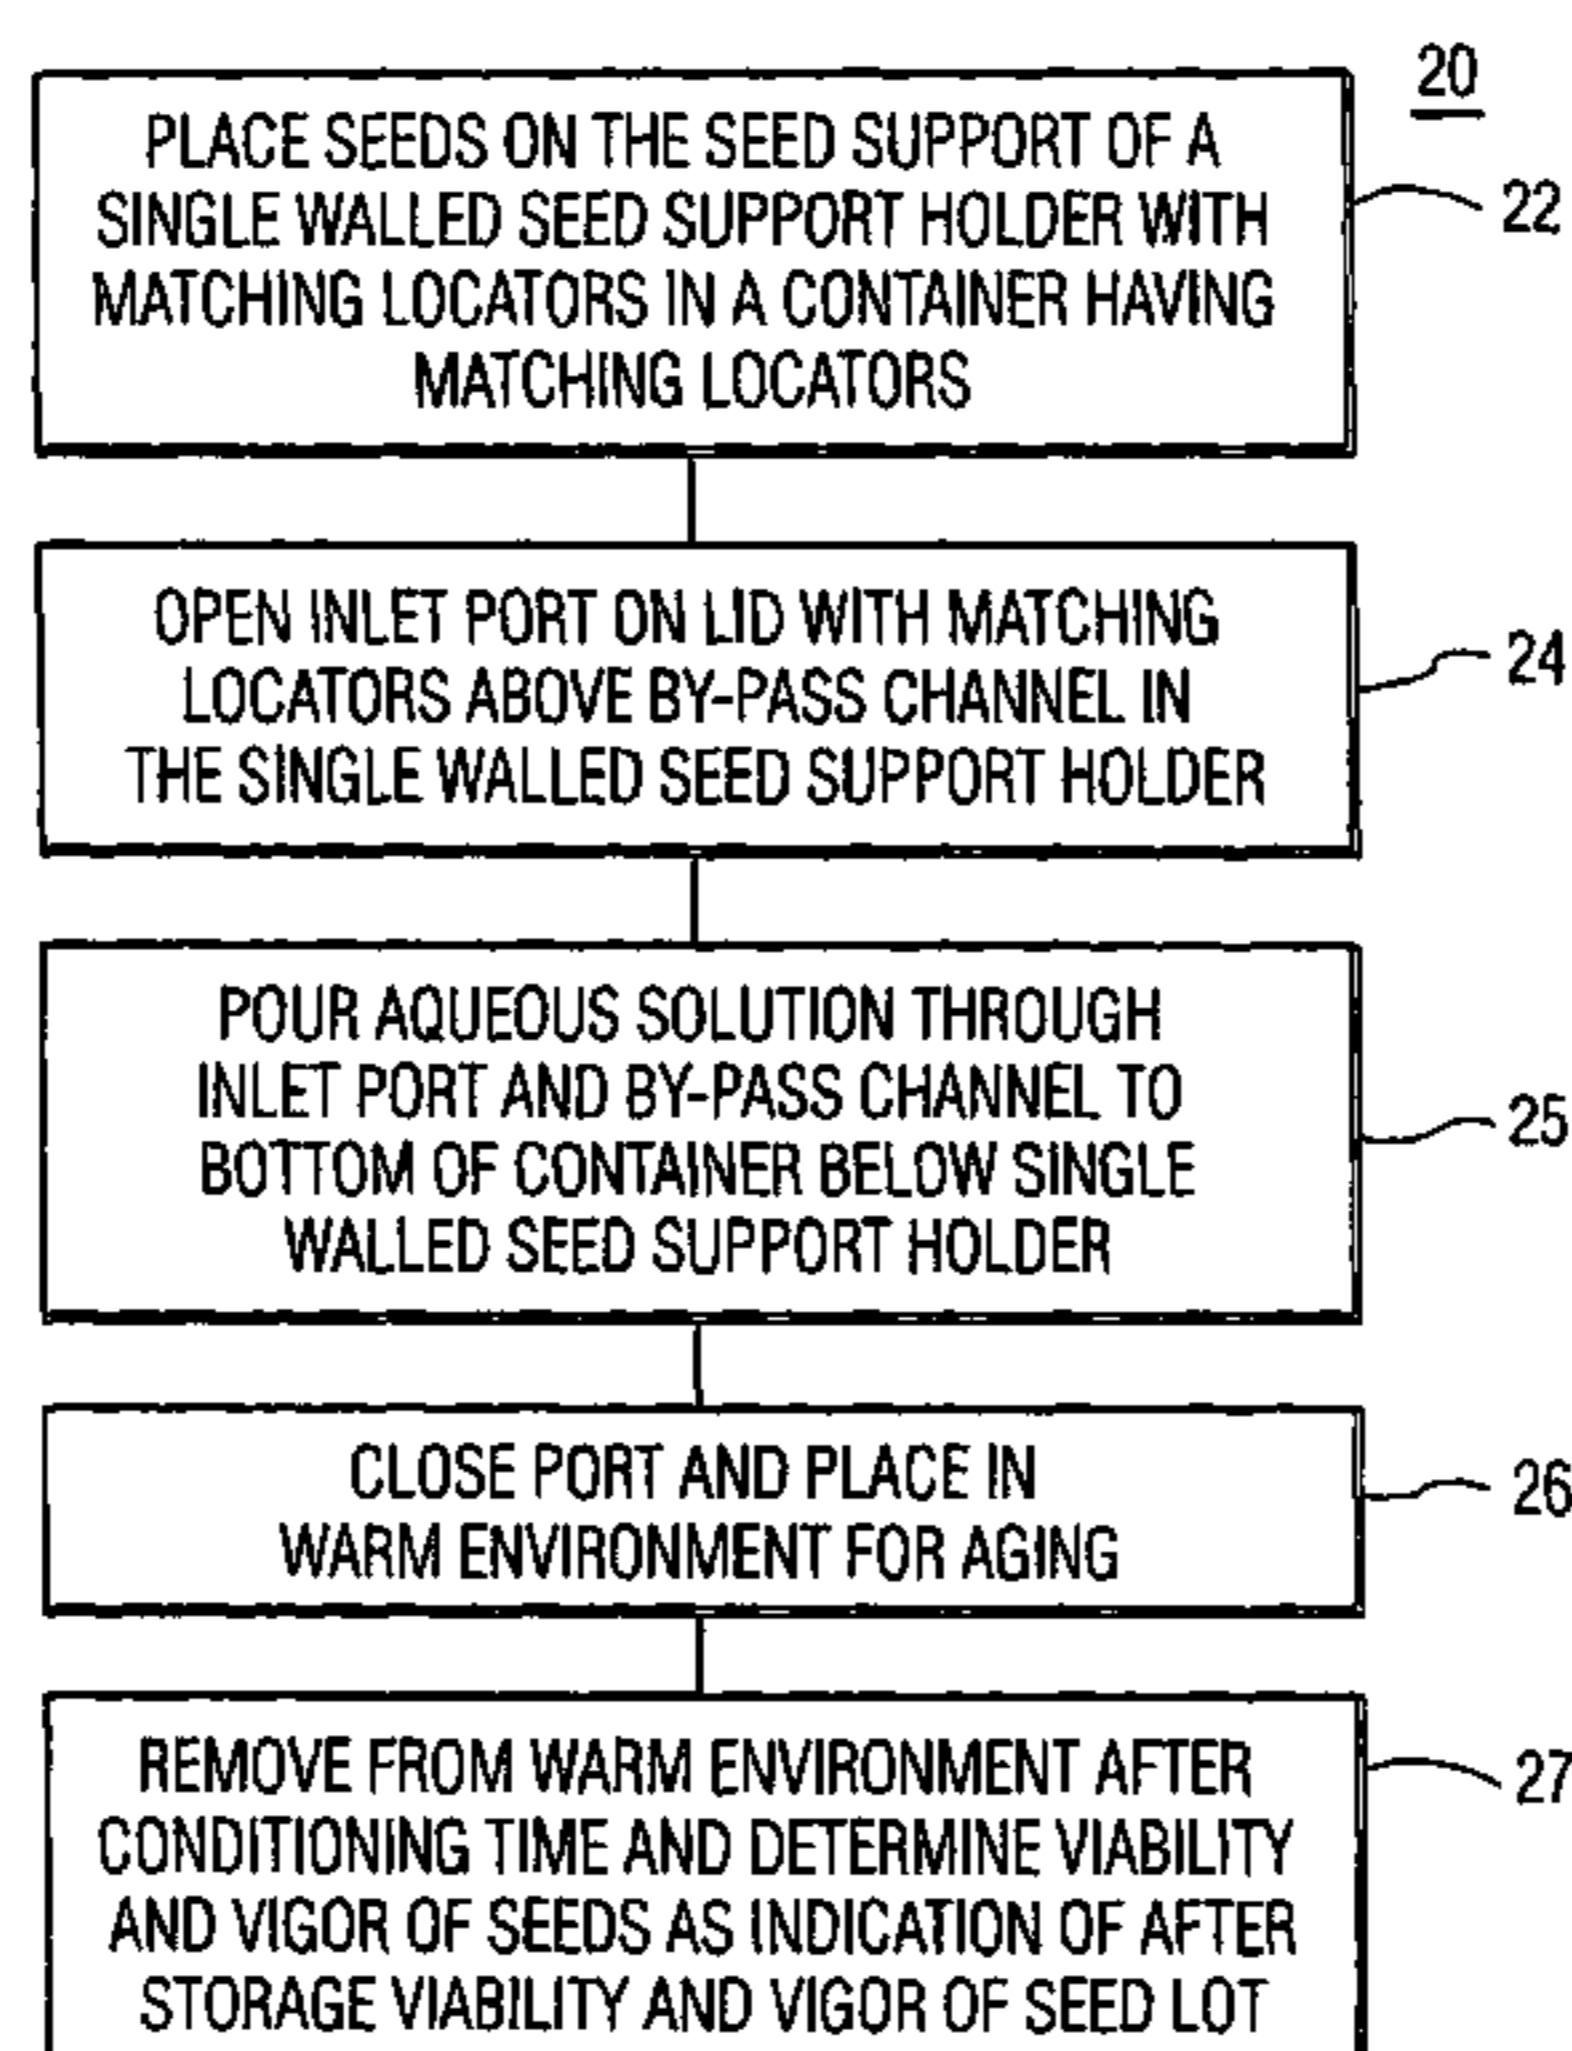 20
PLACE SEEDS ON THE SEED SUPPORT OF A
SINGLE WALLED SEED SUPPORT HOLDER WITH
MATCHING LOCATORS IN A CONTAINER HAVING
MATCHING LOCATORS
22
OPEN INLET PORT ON LID WITH MATCHING
LOCATORS ABOVE BY-PASS CHANNEL IN
THE SINGLE WALLED SEED SUPPORT HOLDER
24
POUR AQUEOUS SOLUTION THROUGH
INLET PORT AND BY-PASS CHANNEL TO
BOTTOM OF CONTAINER BELOW SINGLE
WALLED SEED SUPPORT HOLDER
25
CLOSE PORT AND PLACE IN
WARM ENVIRONMENT FOR AGING
26
REMOVE FROM WARM ENVIRONMENT AFTER
CONDITIONING TIME AND DETERMINE VIABILITY
AND VIGOR OF SEEDS AS INDICATION OF AFTER
STORAGE VIABILITY AND VIGOR OF SEED LOT
27